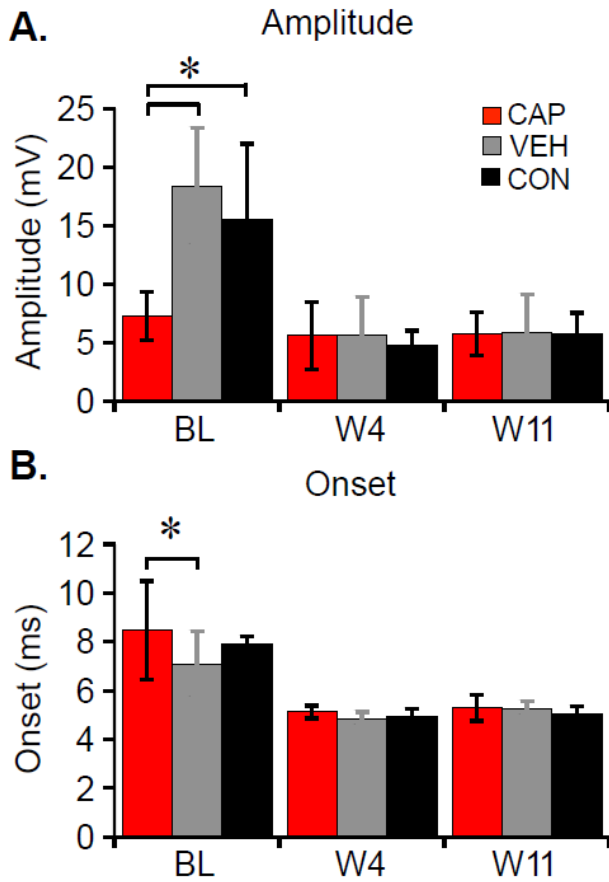 A.
Amplitude
*
25
20
15
10
5
0
Amplitude (mV)
CAP
VEH
CON
BL W4 W11
B.
Onset
*
12
10
8
6
4
2
0
Onset (ms)
BL W4 W11